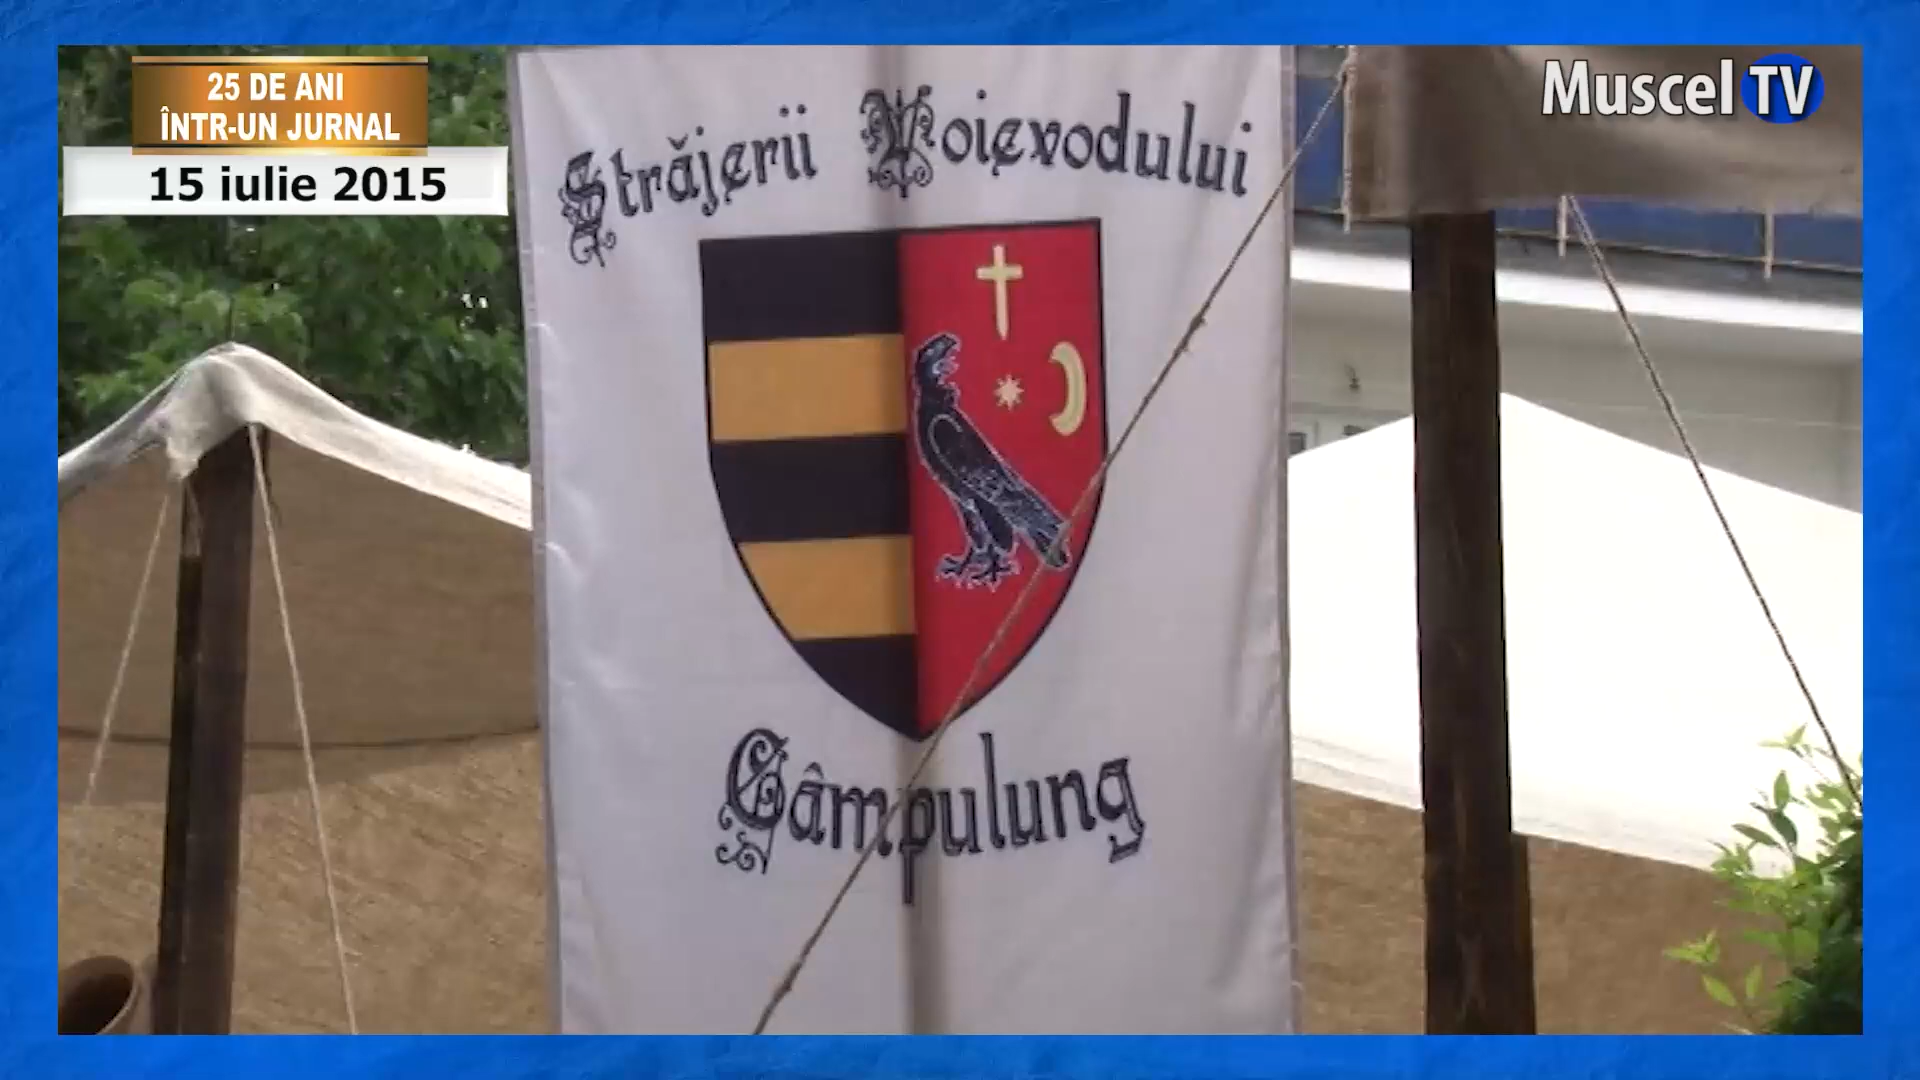 25 DE ANI
ÎNTR-UN JURNAL
15 iulie 2015
Muscel TV
Străjerii Voievodului
Câmpulung